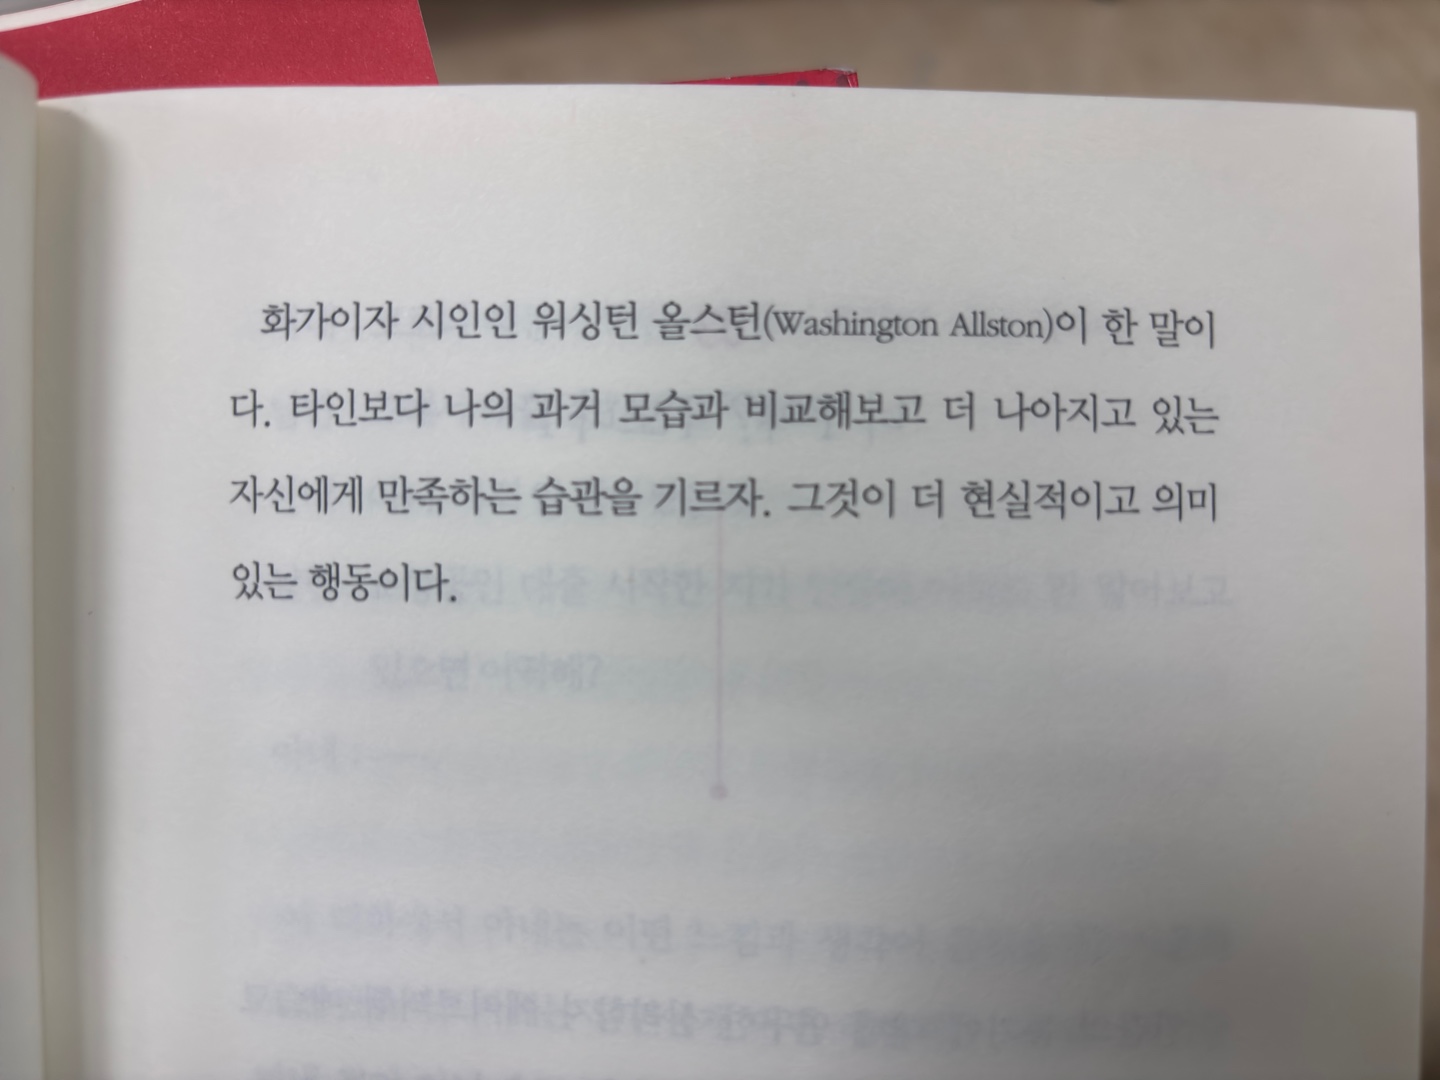 화가이자 시인인 워싱턴 올스턴(Washington Allston)이 한 말이
다. 타인보다 나의 과거 모습과 비교해보고 더 나아지고 있는
자신에게 만족하는 습관을 기르자. 그것이 더 현실적이고 의미
있는 행동이다.